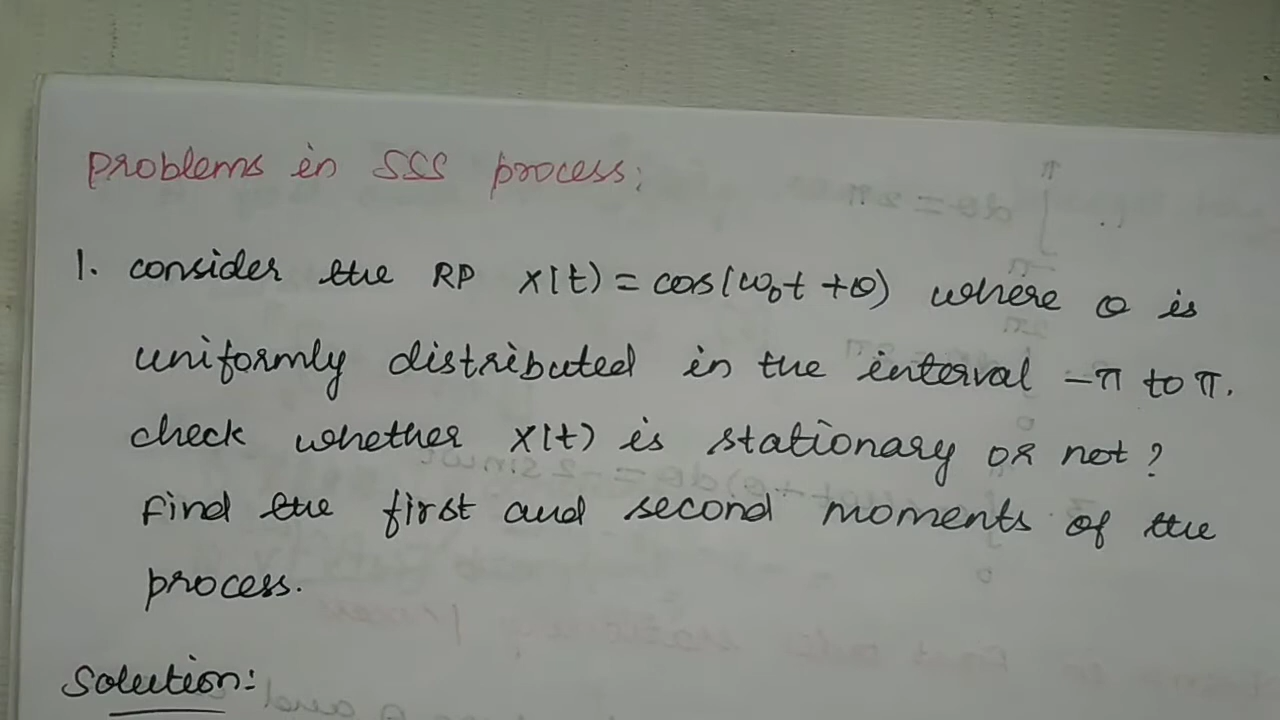 Problems in SSS process:
1. consider the RP X(t) = cos(ω₀t + θ) where θ is
uniformly distributed in the interval -π to π.
check whether X(t) is stationary or not?
Find the first and second moments of the
process.
Solution: